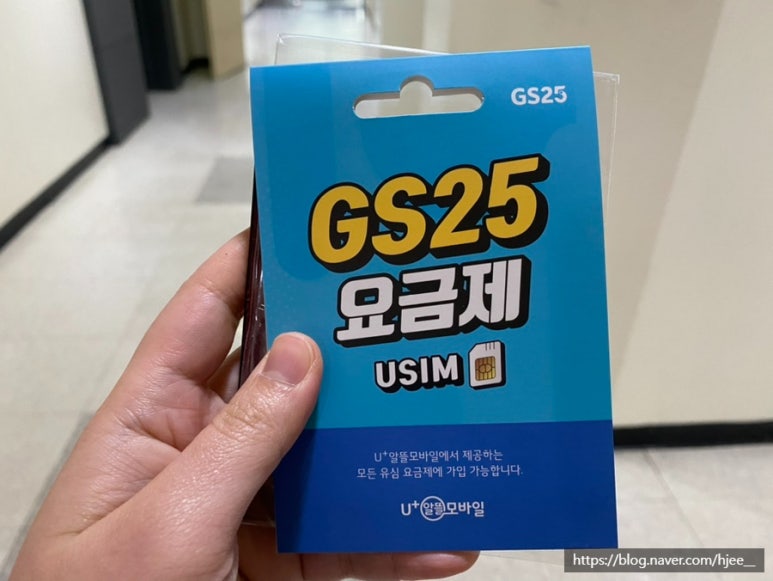 GS25
GS25
요금제
USIM
U⁺알뜰모바일에서 제공하는
모든 유심 요금제에 가입 가능합니다.
U⁺알뜰모바일
https://blog.naver.com/hjee__